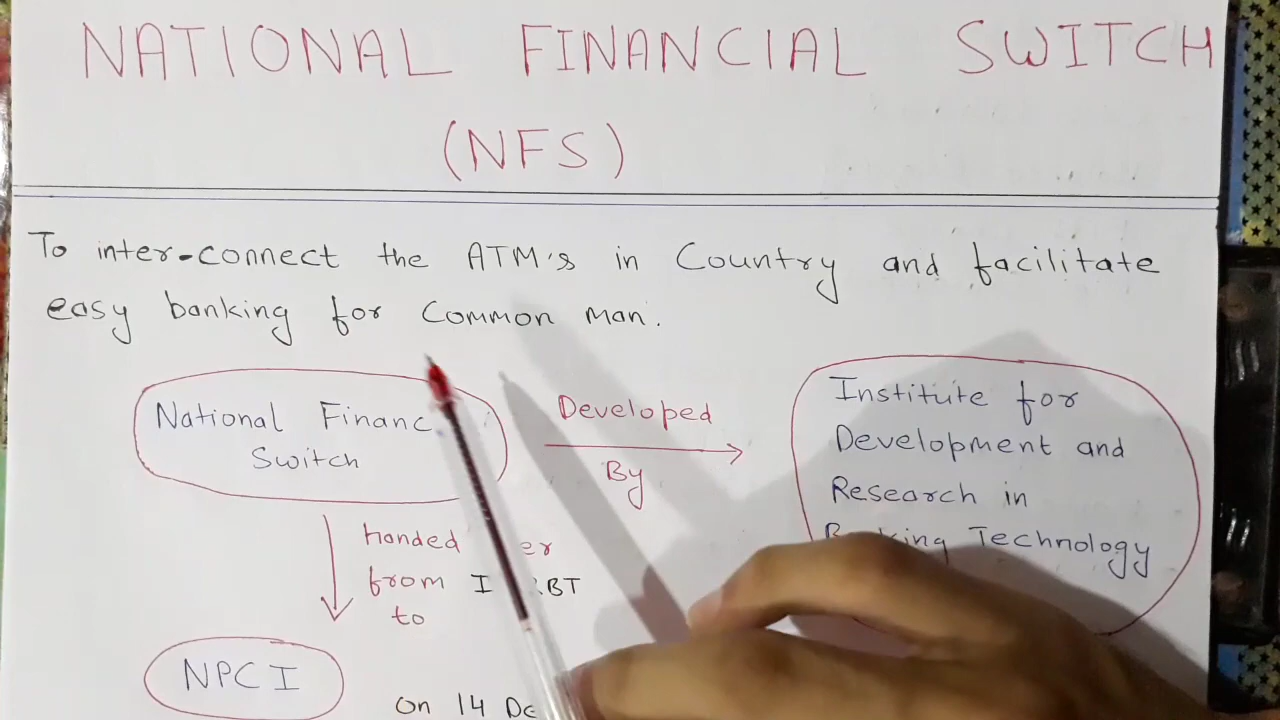 NATIONAL FINANCIAL SWITCH
(NFS)
To inter-connect the ATM's in Country and facilitate
easy banking for Common man.
National Financ
Switch
Developed
By
Institute for
Development and
Research in
Technology
Handed
from
to
NPCI
On 14